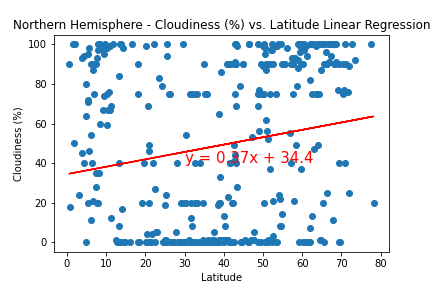 Northern Hemisphere - Cloudiness (%) vs. Latitude Linear Regression
100
80
60
40
20
0
Cloudiness (%)
y = 0.37x + 34.4
0 10 20 30 40 50 60 70 80
Latitude